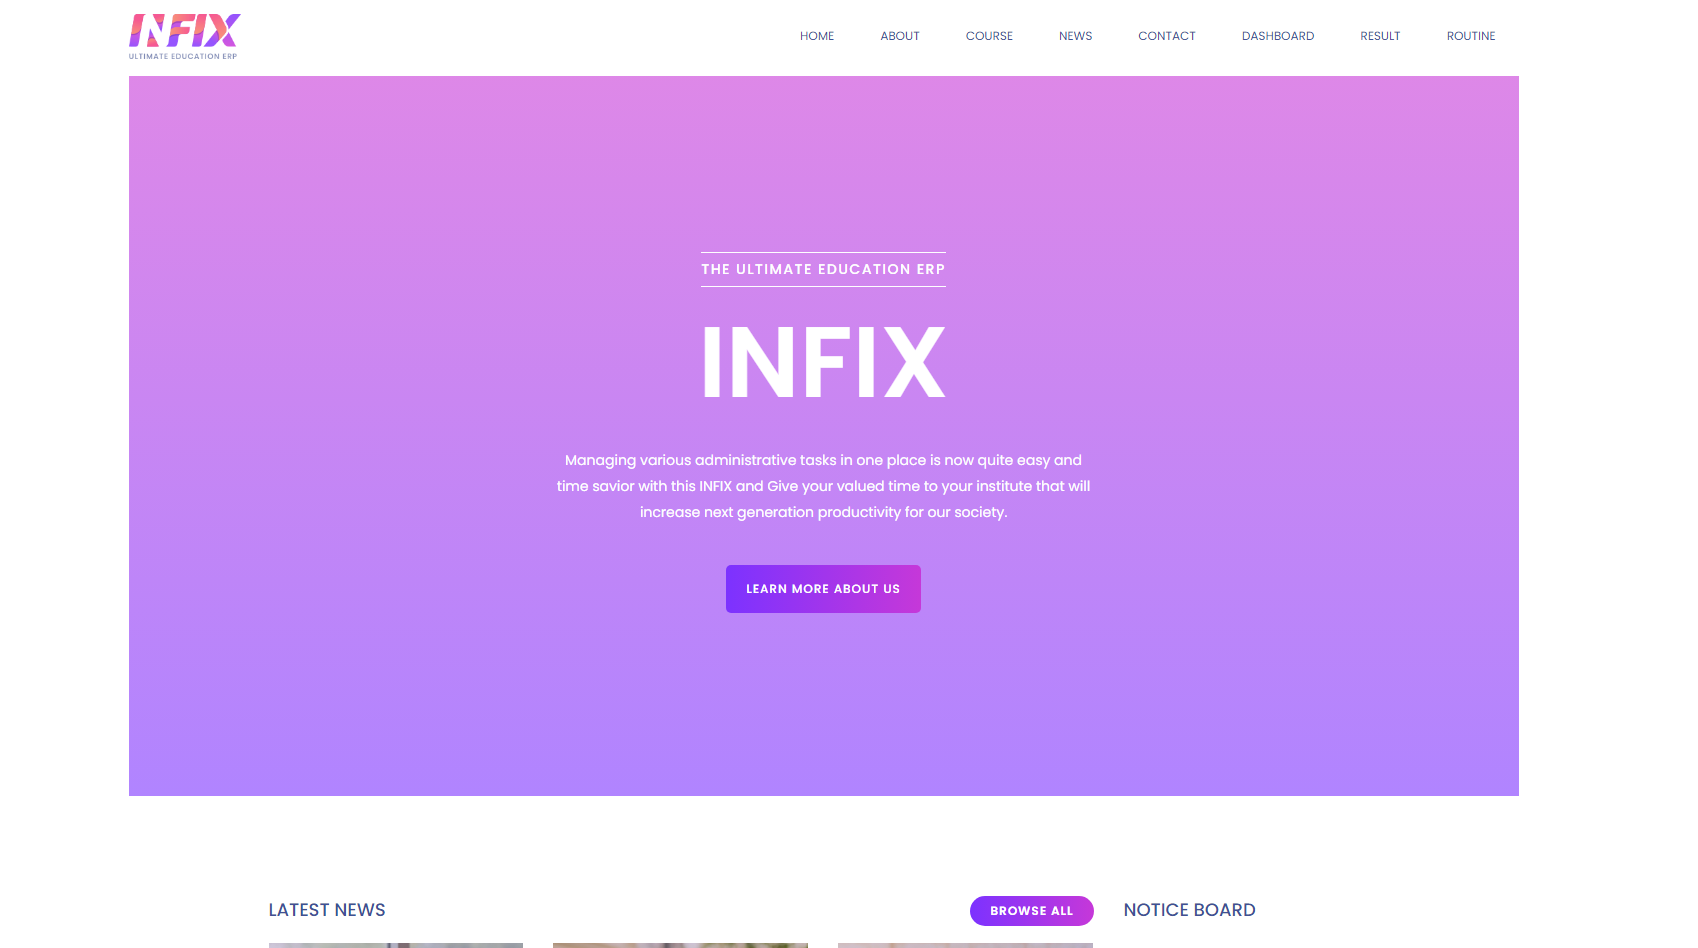 INFIX
ULTIMATE EDUCATION ERP
HOME ABOUT COURSE NEWS CONTACT DASHBOARD RESULT ROUTINE
THE ULTIMATE EDUCATION ERP
INFIX
Managing various administrative tasks in one place is now quite easy and
time savior with this INFIX and Give your valued time to your institute that will
increase next generation productivity for our society.
LEARN MORE ABOUT US
LATEST NEWS
BROWSE ALL
NOTICE BOARD